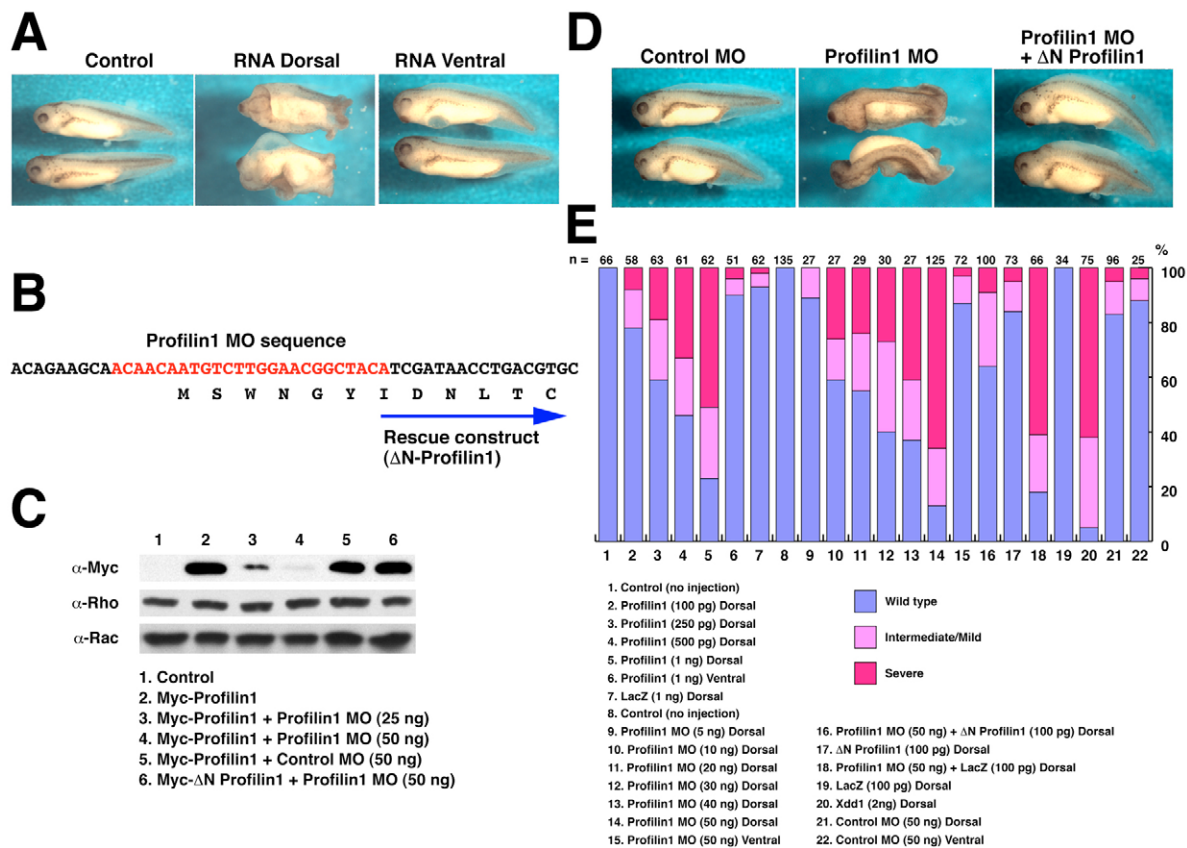 A
Control
RNA Dorsal
RNA Ventral
B
Profilin1 MO sequence
ACAGAAGCAACAACAATGTCTTGGAACGGCTACATCGATAACCTGACGTGC
M S W N G Y I D N L T C
Rescue construct
(ΔN-Profilin1)
C
1 2 3 4 5 6
α-Myc
α-Rho
α-Rac
1. Control
2. Myc-Profilin1
3. Myc-Profilin1 + Profilin1 MO (25 ng)
4. Myc-Profilin1 + Profilin1 MO (50 ng)
5. Myc-Profilin1 + Control MO (50 ng)
6. Myc-ΔN Profilin1 + Profilin1 MO (50 ng)
D
Control MO
Profilin1 MO
Profilin1 MO
+ ΔN Profilin1
E
%
n = 66 58 63 61 62 51 62 135 27 27 29 30 27 125 72 100 73 66 34 75 96 25
100
80
60
40
20
0
1 2 3 4 5 6 7 8 9 10 11 12 13 14 15 16 17 18 19 20 21 22
1. Control (no injection)
2. Profilin1 (100 pg) Dorsal
3. Profilin1 (250 pg) Dorsal
4. Profilin1 (500 pg) Dorsal
5. Profilin1 (1 ng) Dorsal
6. Profilin1 (1 ng) Ventral
7. LacZ (1 ng) Dorsal
8. Control (no injection)
9. Profilin1 MO (5 ng) Dorsal
10. Profilin1 MO (10 ng) Dorsal
11. Profilin1 MO (20 ng) Dorsal
12. Profilin1 MO (30 ng) Dorsal
13. Profilin1 MO (40 ng) Dorsal
14. Profilin1 MO (50 ng) Dorsal
15. Profilin1 MO (50 ng) Ventral
Wild type
Intermediate/Mild
Severe
16. Profilin1 MO (50 ng) + ΔN Profilin1 (100 pg) Dorsal
17. ΔN Profilin1 (100 pg) Dorsal
18. Profilin1 MO (50 ng) + LacZ (100 pg) Dorsal
19. LacZ (100 pg) Dorsal
20. Xdd1 (2ng) Dorsal
21. Control MO (50 ng) Dorsal
22. Control MO (50 ng) Ventral